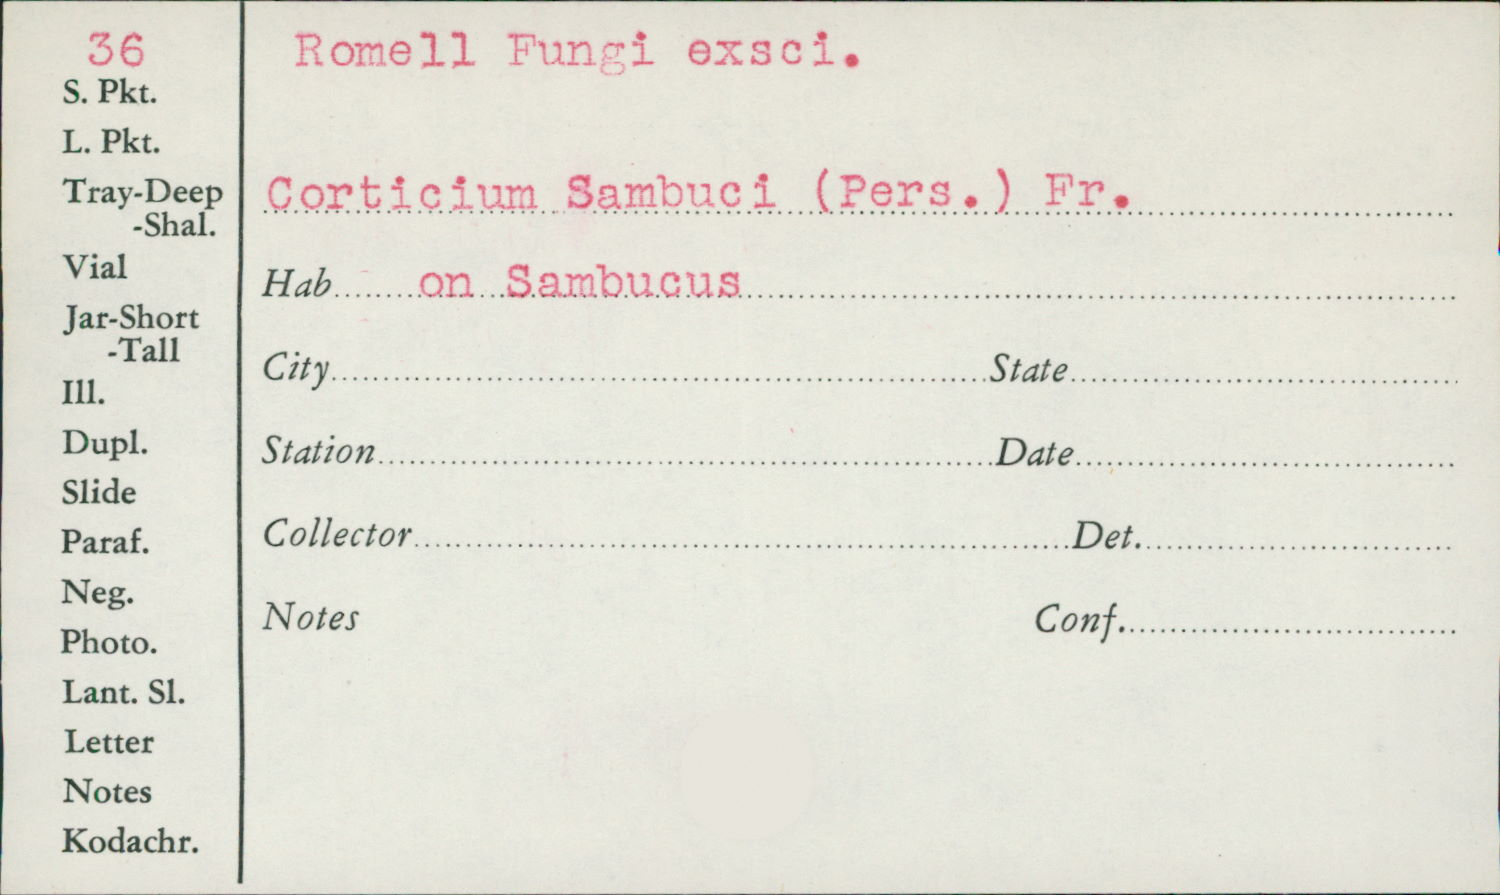 36
Romell Fungi exsci.
S. Pkt.
L. Pkt.
Tray-Deep
-Shal.
Vial
Jar-Short
-Tall
Ill.
Dupl.
Slide
Paraf.
Neg.
Photo.
Lant. Sl.
Letter
Notes
Kodachr.
Corticium Sambuci (Pers.) Fr.
Hab on Sambucus
City State
Station Date
Collector Det.
Notes Conf.